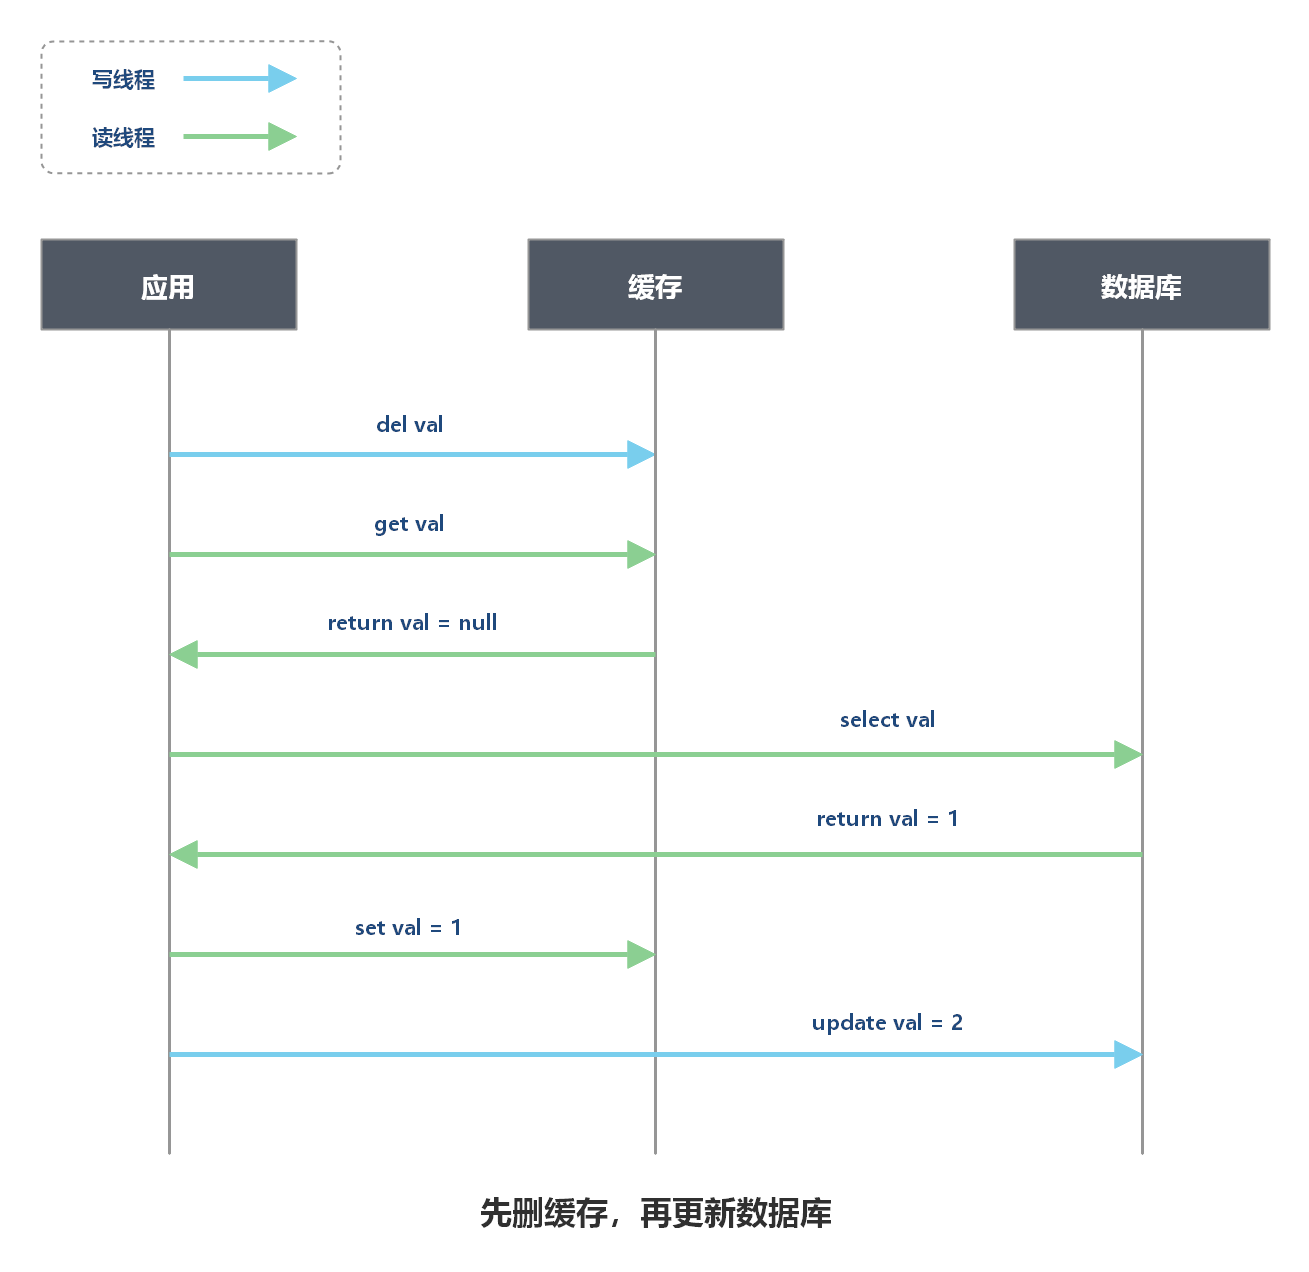 写线程
读线程
应用
缓存
数据库
del val
get val
return val = null
select val
return val = 1
set val = 1
update val = 2
先删缓存，再更新数据库